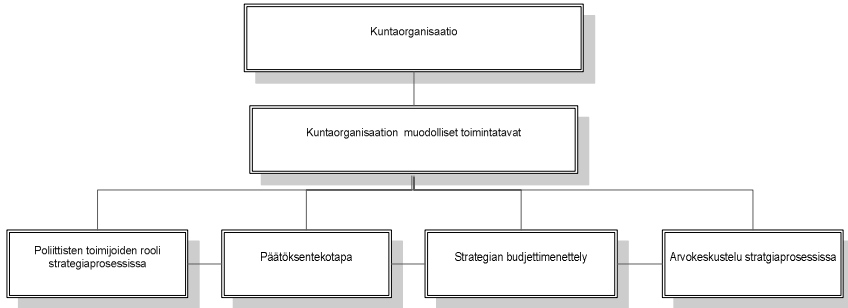 Kuntaorganisaatio
Kuntaorganisaation muodolliset toimintatavat
Poliittisten toimijoiden rooli
strategiaprosessissa
Päätöksentekotapa
Strategian budjettimenettely
Arvokeskustelu stratgiaprosessissa